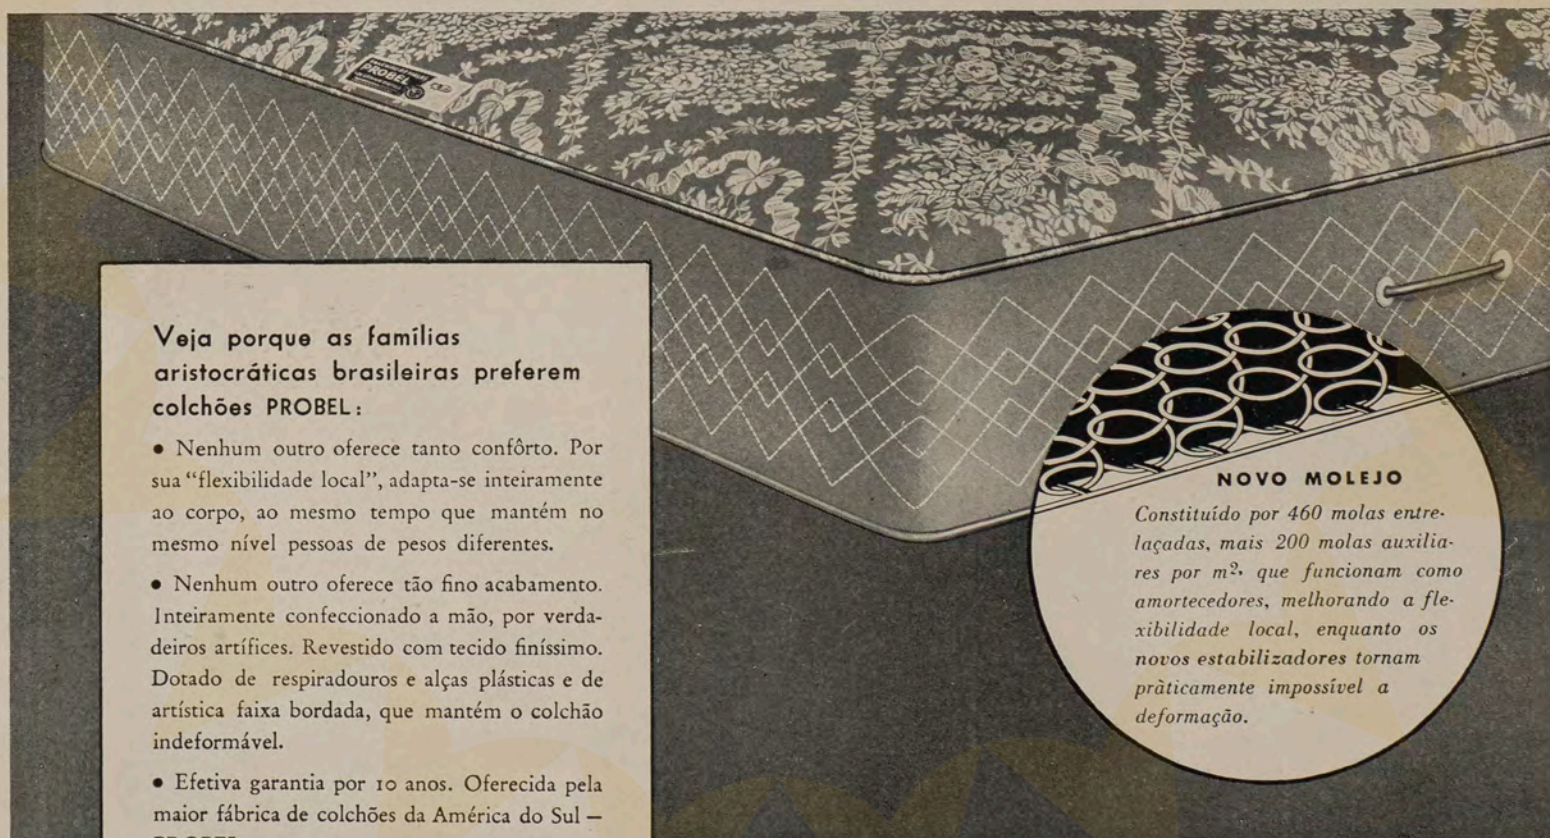 PROBEL
Veja porque as famílias
aristocráticas brasileiras preferem
colchões PROBEL:
• Nenhum outro oferece tanto confôrto. Por
sua “flexibilidade local”, adapta-se inteiramente
ao corpo, ao mesmo tempo que mantém no
mesmo nível pessoas de pesos diferentes.
• Nenhum outro oferece tão fino acabamento.
Inteiramente confeccionado a mão, por verda-
deiros artífices. Revestido com tecido finíssimo.
Dotado de respiradouros e alças plásticas e de
artística faixa bordada, que mantém o colchão
indeformável.
• Efetiva garantia por 10 anos. Oferecida pela
maior fábrica de colchões da América do Sul —
NOVO MOLEJO
Constituído por 460 molas entre-
laçadas, mais 200 molas auxilia-
res por m2, que funcionam como
amortecedores, melhorando a fle-
xibilidade local, enquanto os
novos estabilizadores tornam
pràticamente impossível a
deformação.